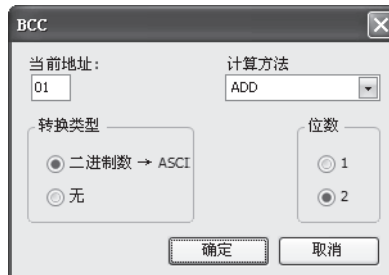 BCC
当前地址: 计算方法
01 ADD
转换类型 位数
二进制数 → ASCI 1
无 2
确定 取消